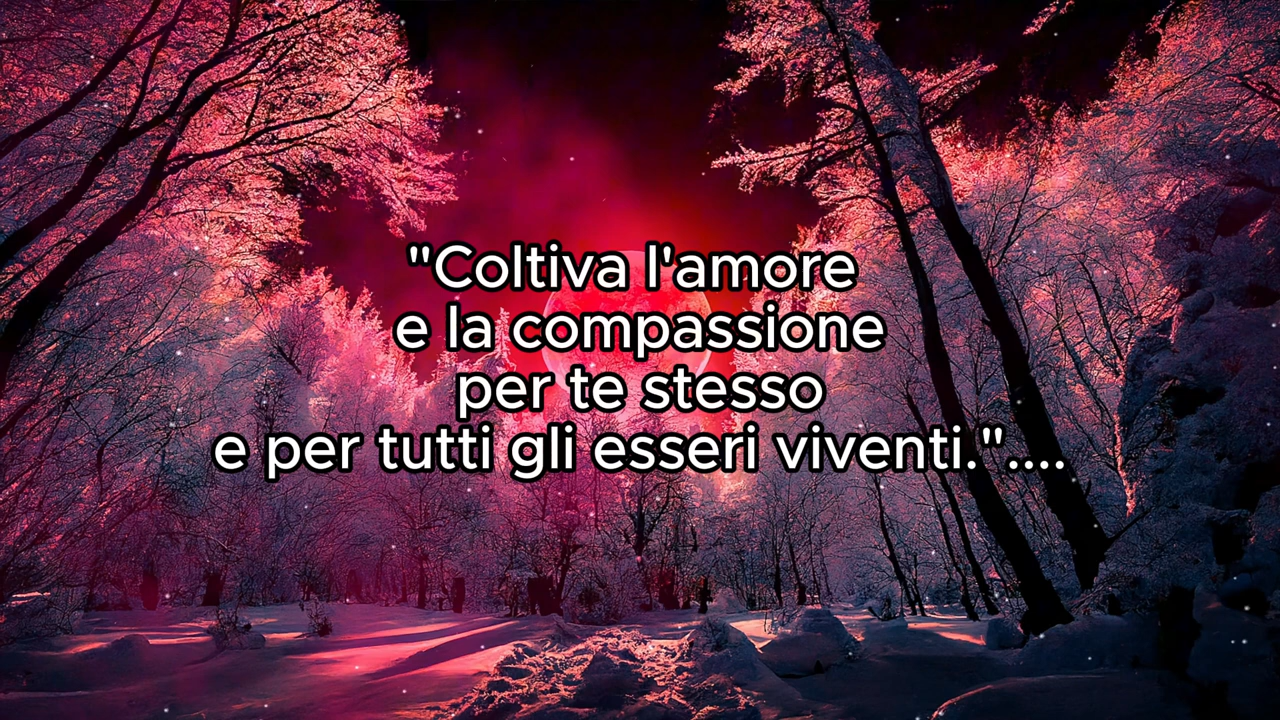 "Coltiva l'amore
e la compassione
per te stesso
e per tutti gli esseri viventi."....